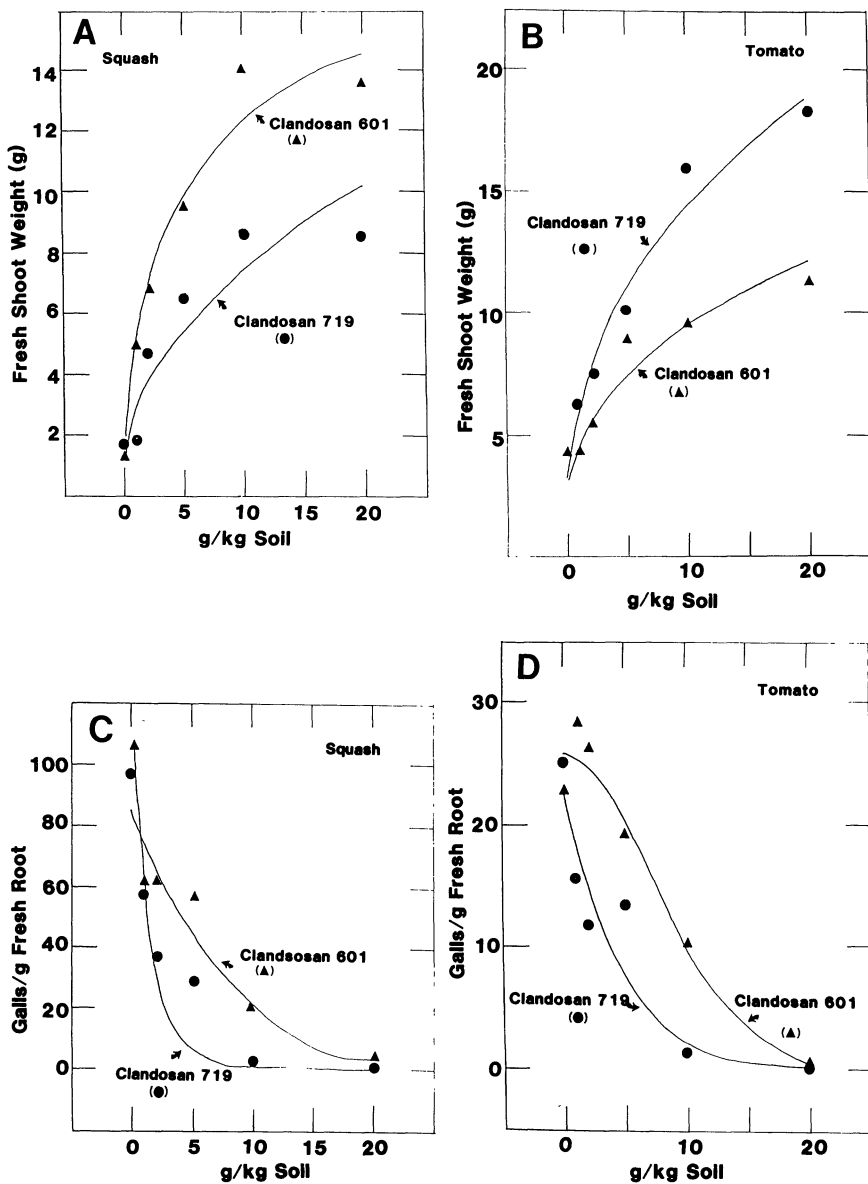 A
Squash
Fresh Shoot Weight (g)
14
12
10
8
6
4
2
Clandosan 601
(▲)
Clandosan 719
(●)
0 5 10 15 20
g/kg Soil
B
Tomato
Fresh Shoot Weight (g)
20
15
10
5
Clandosan 719
(●)
Clandosan 601
(▲)
0 10 20
g/kg Soil
C
Squash
Galls/g Fresh Root
100
80
60
40
20
0
Clandsosan 601
(▲)
Clandosan 719
(●)
0 5 10 15 20
g/kg Soil
D
Tomato
Galls/g Fresh Root
30
20
10
0
Clandosan 719
(●)
Clandosan 601
(▲)
0 10 20
g/kg Soil